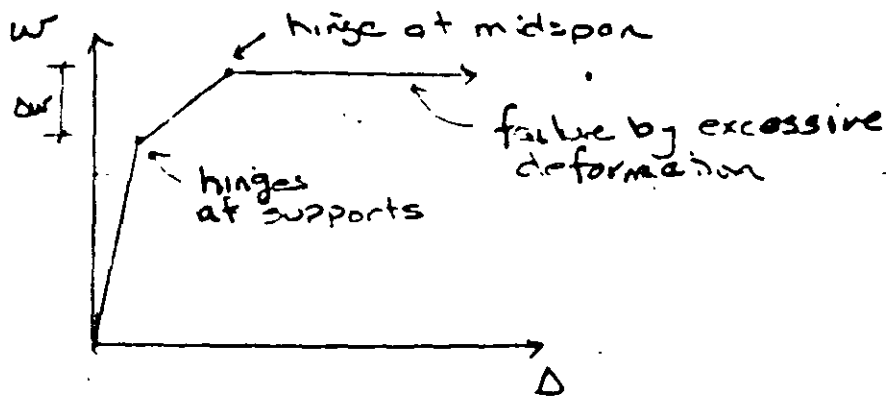 w
hinge at midspan
Δw
failure by excessive
deformation
hinges
at supports
Δ